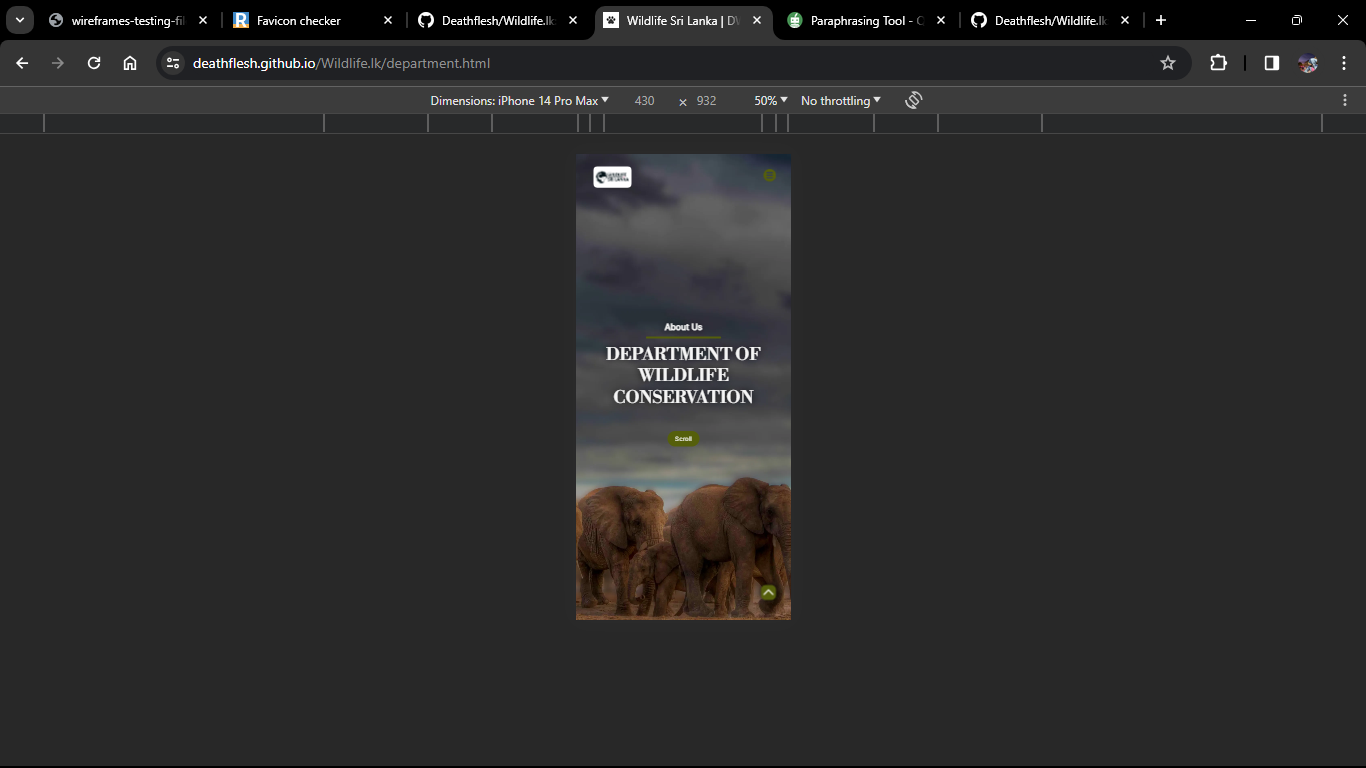 wireframes-testing-fil
Favicon checker
Deathflesh/Wildlife.lk
Wildlife Sri Lanka | DW
Paraphrasing Tool - Q
Deathflesh/Wildlife.lk
deathflesh.github.io/Wildlife.lk/department.html
Dimensions: iPhone 14 Pro Max 430 × 932 50% No throttling
About Us
DEPARTMENT OF
WILDLIFE
CONSERVATION
Scroll